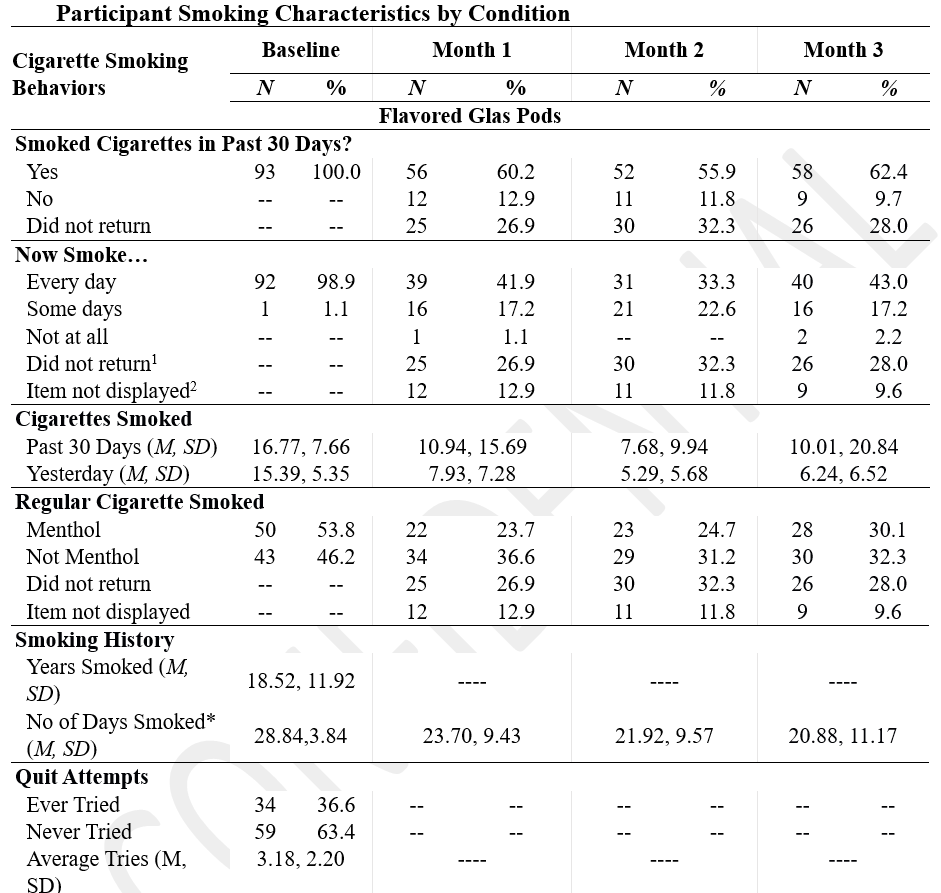 Participant Smoking Characteristics by Condition
Cigarette Smoking Behaviors Baseline Month 1 Month 2 Month 3
N % N % N % N %
Flavored Glas Pods
Smoked Cigarettes in Past 30 Days?
Yes 93 100.0 56 60.2 52 55.9 58 62.4
No -- -- 12 12.9 11 11.8 9 9.7
Did not return -- -- 25 26.9 30 32.3 26 28.0
Now Smoke…
Every day 92 98.9 39 41.9 31 33.3 40 43.0
Some days 1 1.1 16 17.2 21 22.6 16 17.2
Not at all -- -- 1 1.1 -- -- 2 2.2
Did not return¹ -- -- 25 26.9 30 32.3 26 28.0
Item not displayed² -- -- 12 12.9 11 11.8 9 9.6
Cigarettes Smoked
Past 30 Days (M, SD) 16.77, 7.66 10.94, 15.69 7.68, 9.94 10.01, 20.84
Yesterday (M, SD) 15.39, 5.35 7.93, 7.28 5.29, 5.68 6.24, 6.52
Regular Cigarette Smoked
Menthol 50 53.8 22 23.7 23 24.7 28 30.1
Not Menthol 43 46.2 34 36.6 29 31.2 30 32.3
Did not return -- -- 25 26.9 30 32.3 26 28.0
Item not displayed -- -- 12 12.9 11 11.8 9 9.6
Smoking History
Years Smoked (M,
SD) 18.52, 11.92 ---- ---- ----
No of Days Smoked*
(M, SD) 28.84,3.84 23.70, 9.43 21.92, 9.57 20.88, 11.17
Quit Attempts
Ever Tried 34 36.6 -- -- -- -- -- --
Never Tried 59 63.4 -- -- -- -- -- --
Average Tries (M, 3.18, 2.20 ---- ---- ----
SD)
CONFIDENTIAL